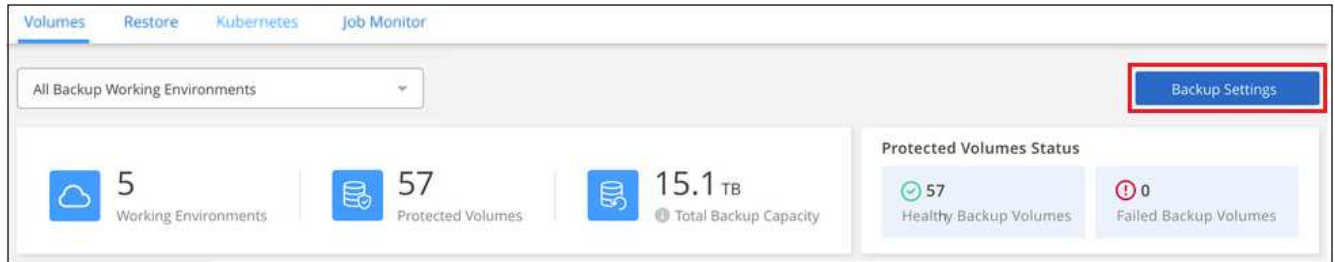 Volumes Restore Kubernetes Job Monitor
All Backup Working Environments
Backup Settings
5
Working Environments
57
Protected Volumes
15.1 TB
Total Backup Capacity
Protected Volumes Status
57
Healthy Backup Volumes
0
Failed Backup Volumes